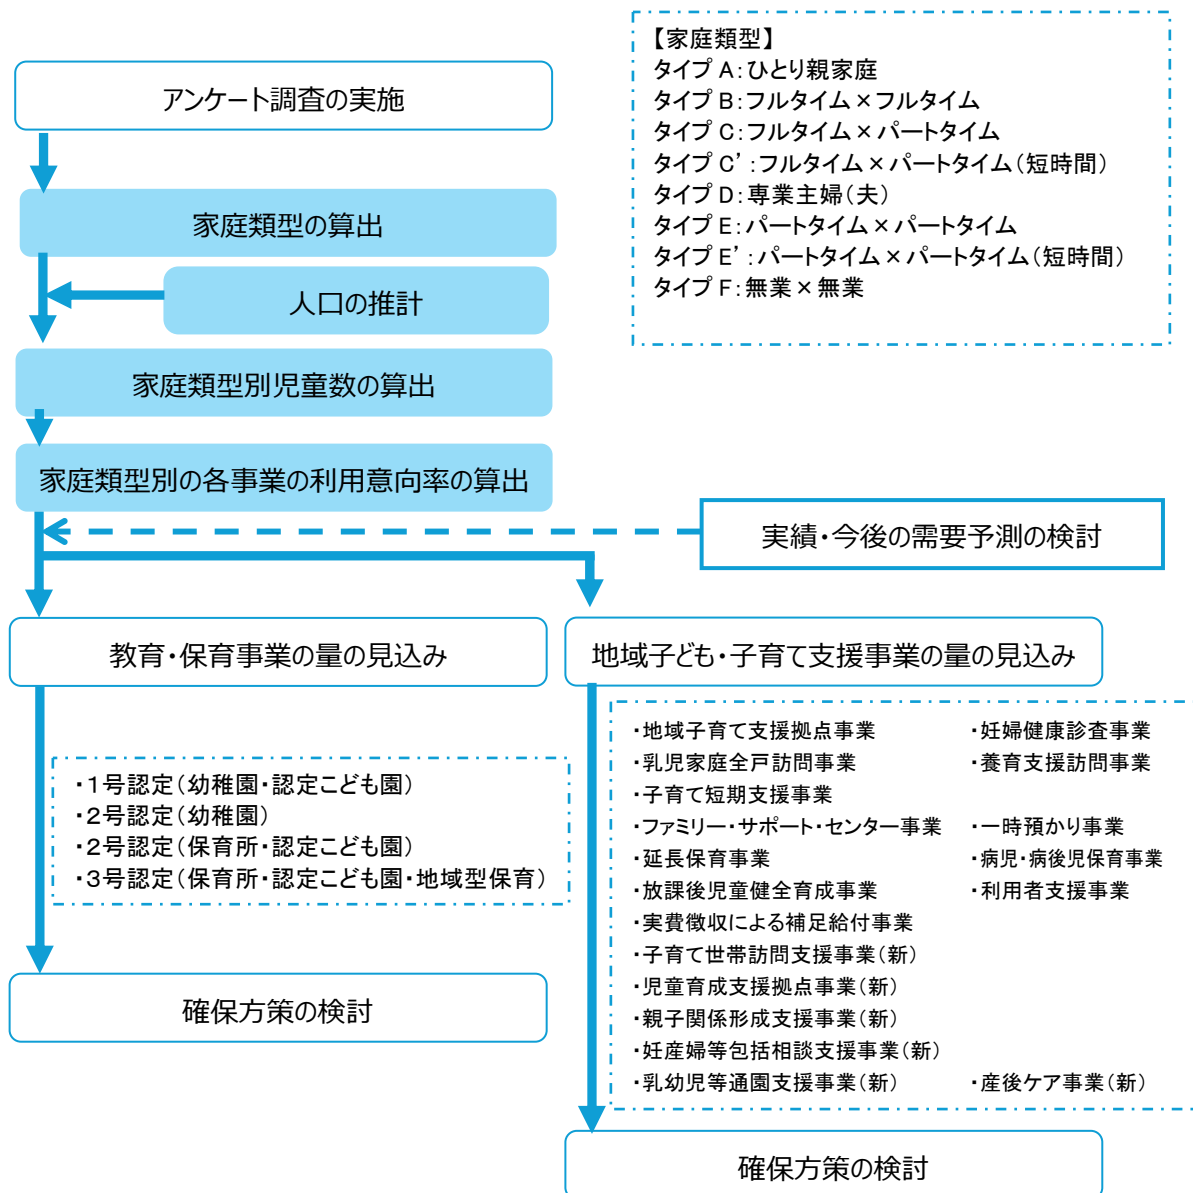 アンケート調査の実施
家庭類型の算出
人口の推計
家庭類型別児童数の算出
家庭類型別の各事業の利用意向率の算出
【家庭類型】
タイプA:ひとり親家庭
タイプB:フルタイム×フルタイム
タイプC:フルタイム×パートタイム
タイプC’:フルタイム×パートタイム(短時間)
タイプD:専業主婦(夫)
タイプE:パートタイム×パートタイム
タイプE’:パートタイム×パートタイム(短時間)
タイプF:無業×無業
実績・今後の需要予測の検討
教育・保育事業の量の見込み
・1号認定(幼稚園・認定こども園)
・2号認定(幼稚園)
・2号認定(保育所・認定こども園)
・3号認定(保育所・認定こども園・地域型保育)
確保方策の検討
地域子ども・子育て支援事業の量の見込み
・地域子育て支援拠点事業 ・妊婦健康診査事業
・乳児家庭全戸訪問事業 ・養育支援訪問事業
・子育て短期支援事業
・ファミリー・サポート・センター事業 ・一時預かり事業
・延長保育事業 ・病児・病後児保育事業
・放課後児童健全育成事業 ・利用者支援事業
・実費徴収による補足給付事業
・子育て世帯訪問支援事業(新)
・児童育成支援拠点事業(新)
・親子関係形成支援事業(新)
・妊産婦等包括相談支援事業(新)
・乳幼児等通園支援事業(新) ・産後ケア事業(新)
確保方策の検討